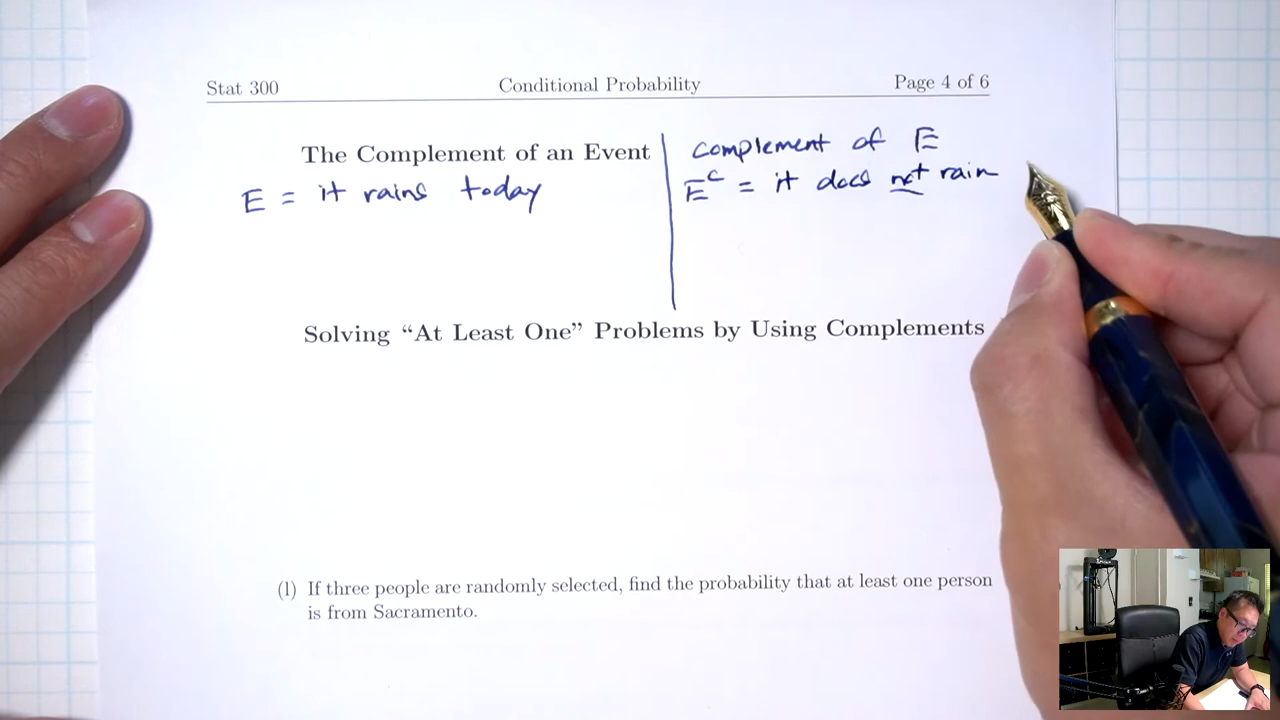 Stat 300 Conditional Probability Page 4 of 6
The Complement of an Event
E = it rains today
complement of E
Eᶜ = it does not rain
Solving “At Least One” Problems by Using Complements
(l) If three people are randomly selected, find the probability that at least one person
is from Sacramento.